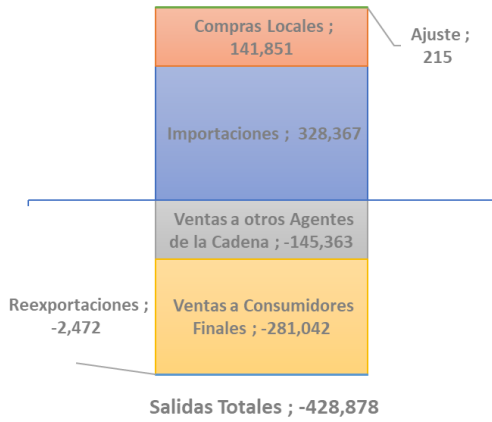 Compras Locales ;
141,851
Ajuste ;
215
Importaciones ; 328,367
Ventas a otros Agentes
de la Cadena ; -145,363
Reexportaciones ;
-2,472
Ventas a Consumidores
Finales ; -281,042
Salidas Totales ; -428,878